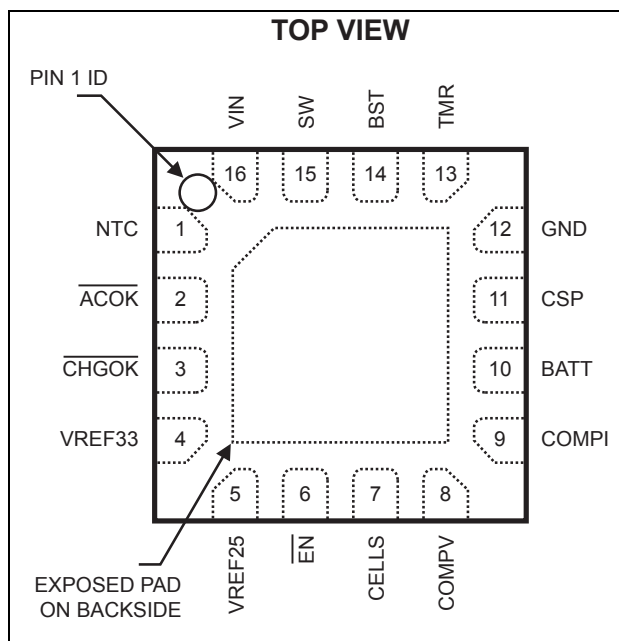 TOP VIEW
PIN 1 ID
VIN
SW
BST
TMR
16
15
14
13
NTC
1
12
GND
ACOK
2
11
CSP
CHGOK
3
10
BATT
VREF33
4
9
COMPI
5
6
7
8
VREF25
EN
CELLS
COMPV
EXPOSED PAD
ON BACKSIDE